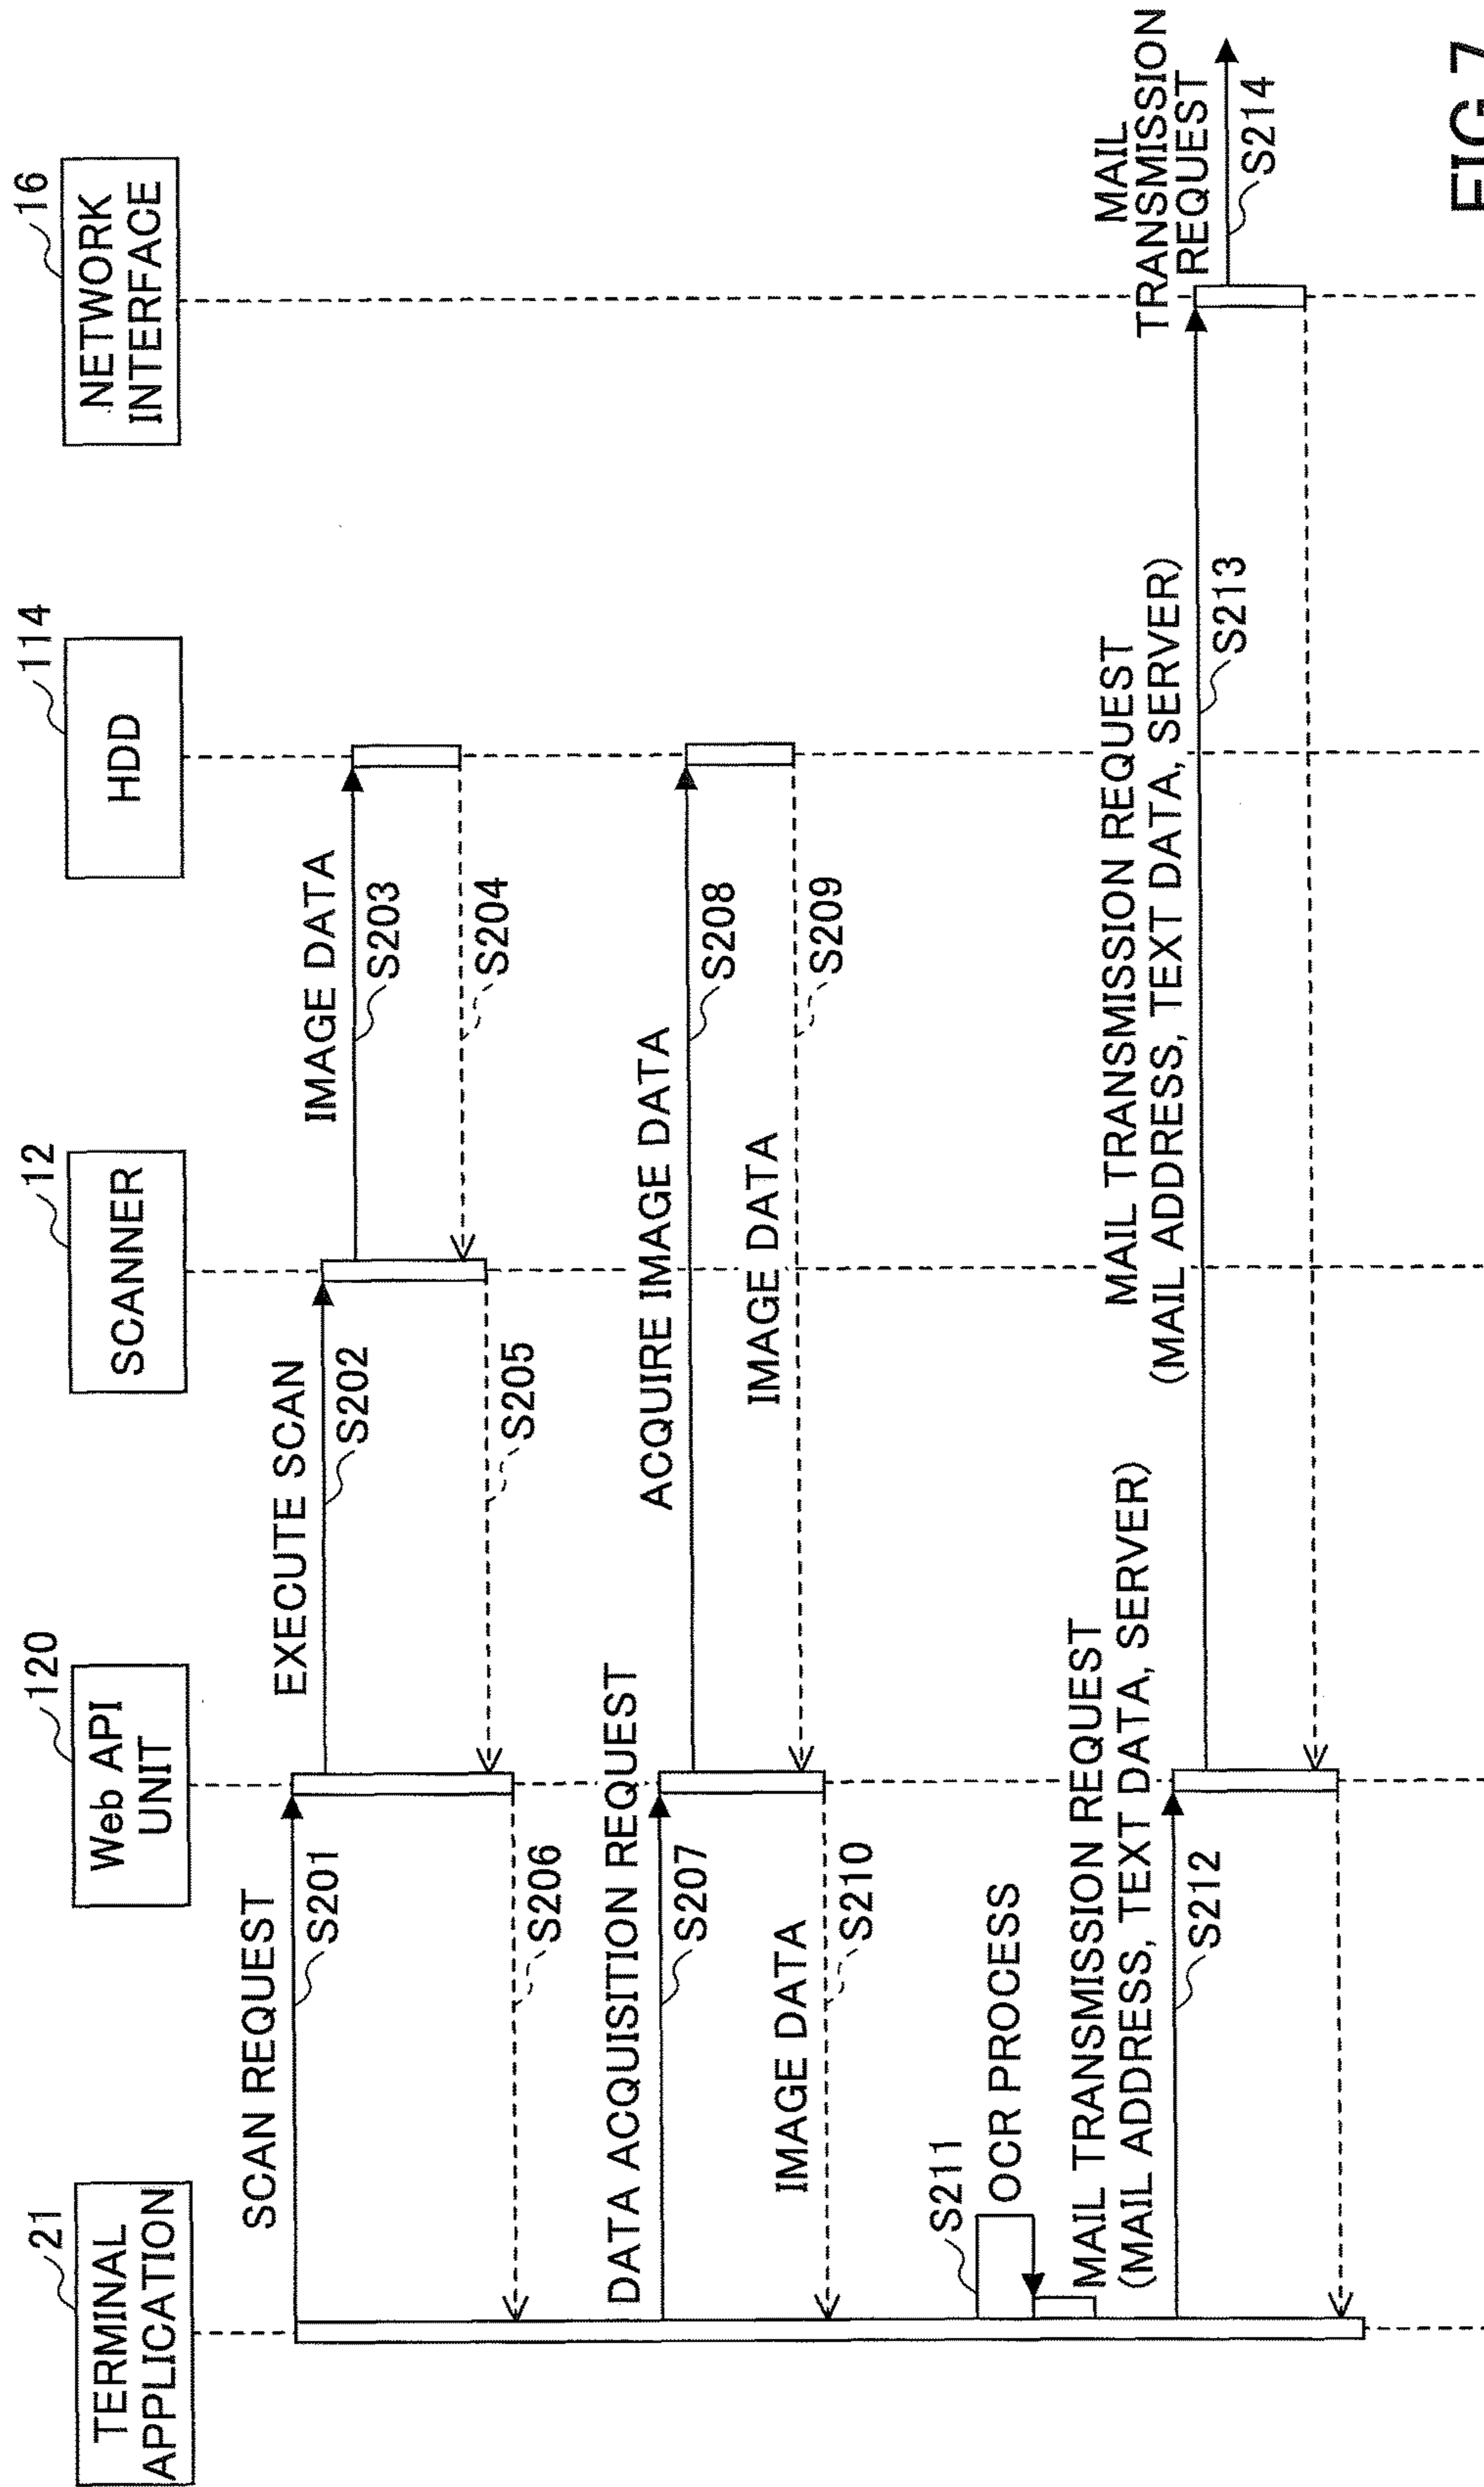 TERMINAL
APPLICATION
21
Web API
UNIT
120
SCANNER
12
HDD
114
NETWORK
INTERFACE
16
SCAN REQUEST
S201
EXECUTE SCAN
S202
IMAGE DATA
S203
S204
S205
S206
DATA ACQUISITION REQUEST
S207
ACQUIRE IMAGE DATA
S208
IMAGE DATA
S209
IMAGE DATA
S210
S211
OCR PROCESS
MAIL TRANSMISSION REQUEST
(MAIL ADDRESS, TEXT DATA, SERVER)
S212
MAIL TRANSMISSION REQUEST
(MAIL ADDRESS, TEXT DATA, SERVER)
S213
MAIL
TRANSMISSION
REQUEST
S214
FIG.7